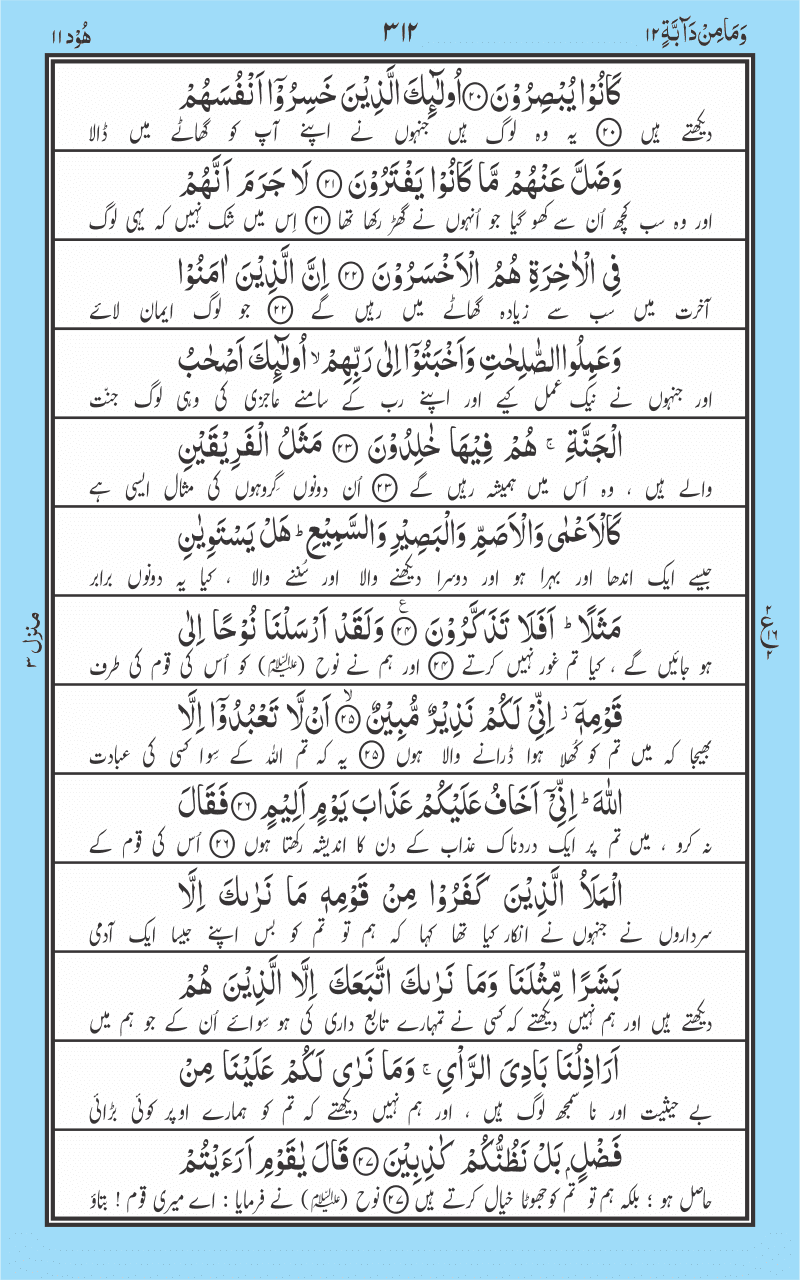 وَمَا مِنْ دَآبَّةٍ ١٢ ٣١٢ هُوْد ١١
كَانُوْا يُبْصِرُوْنَ ۝٢٠ اُولٰٓئِكَ الَّذِيْنَ خَسِرُوْٓا اَنْفُسَهُمْ
دیکھتے ہیں ۝٢٠ یہ وہ لوگ ہیں جنہوں نے اپنے آپ کو گھاٹے میں ڈالا
وَضَلَّ عَنْهُمْ مَّا كَانُوْا يَفْتَرُوْنَ ۝٢١ لَا جَرَمَ اَنَّهُمْ
اور وہ سب کچھ اُن سے کھو گیا جو اُنہوں نے گھڑ رکھا تھا ۝٢١ اِس میں شک نہیں کہ یہی لوگ
فِي الْاٰخِرَةِ هُمُ الْاَخْسَرُوْنَ ۝٢٢ اِنَّ الَّذِيْنَ اٰمَنُوْا
آخرت میں سب سے زیادہ گھاٹے میں رہیں گے ۝٢٢ جو لوگ ایمان لائے
وَعَمِلُوا الصّٰلِحٰتِ وَاَخْبَتُوْٓا اِلٰى رَبِّهِمْ ۙ اُولٰٓئِكَ اَصْحٰبُ
اور جنہوں نے نیک عمل کیے اور اپنے رب کے سامنے عاجزی کی وہی لوگ جنّت
الْجَنَّةِ ۚ هُمْ فِيْهَا خٰلِدُوْنَ ۝٢٣ مَثَلُ الْفَرِيْقَيْنِ
والے ہیں ، وہ اُس میں ہمیشہ رہیں گے ۝٢٣ اُن دونوں گروہوں کی مثال ایسی ہے
كَالْاَعْمٰى وَالْاَصَمِّ وَالْبَصِيْرِ وَالسَّمِيْعِ ؕ هَلْ يَسْتَوِيٰنِ
جیسے ایک اندھا اور بہرا ہو اور دوسرا دیکھنے والا اور سُننے والا ، کیا یہ دونوں برابر
مَثَلًا ؕ اَفَلَا تَذَكَّرُوْنَ ۝٢٤ ۧ وَلَقَدْ اَرْسَلْنَا نُوْحًا اِلٰى
ہو جائیں گے ، کیا تم غور نہیں کرتے ۝٢٤ اور ہم نے نوح (علیہ السلام) کو اُس کی قوم کی طرف
قَوْمِهٖٓ ؗ اِنِّيْ لَكُمْ نَذِيْرٌ مُّبِيْنٌ ۝٢٥ ۙ اَنْ لَّا تَعْبُدُوْٓا اِلَّا
بھیجا کہ میں تم کو کُھلا ہوا ڈرانے والا ہوں ۝٢٥ یہ کہ تم اللہ کے سِوا کسی کی عبادت
اللّٰهَ ؕ اِنِّيْٓ اَخَافُ عَلَيْكُمْ عَذَابَ يَوْمٍ اَلِيْمٍ ۝٢٦ فَقَالَ
نہ کرو ، میں تم پر ایک دردناک عذاب کے دن کا اندیشہ رکھتا ہوں ۝٢٦ اُس کی قوم کے
الْمَلَاُ الَّذِيْنَ كَفَرُوْا مِنْ قَوْمِهٖ مَا نَرٰىكَ اِلَّا
سرداروں نے جنہوں نے انکار کیا تھا کہا کہ ہم تو تم کو بس اپنے جیسا ایک آدمی
بَشَرًا مِّثْلَنَا وَمَا نَرٰىكَ اتَّبَعَكَ اِلَّا الَّذِيْنَ هُمْ
دیکھتے ہیں اور ہم نہیں دیکھتے کہ کسی نے تمہارے تابع داری کی ہو سِوائے اُن کے جو ہم میں
اَرَاذِلُنَا بَادِيَ الرَّاْيِ ۚ وَمَا نَرٰى لَكُمْ عَلَيْنَا مِنْ
بے حیثیت اور نا سمجھ لوگ ہیں ، اور ہم نہیں دیکھتے کہ تم کو ہمارے اوپر کوئی بڑائی
فَضْلٍۭ بَلْ نَظُنُّكُمْ كٰذِبِيْنَ ۝٢٧ قَالَ يٰقَوْمِ اَرَءَيْتُمْ
حاصل ہو ؛ بلکہ ہم تو تم کو جھوٹا خیال کرتے ہیں ۝٢٧ نوح (علیہ السلام) نے فرمایا : اے میری قوم ! بتاؤ
منزل ٣
٢
ع ١٦
٢